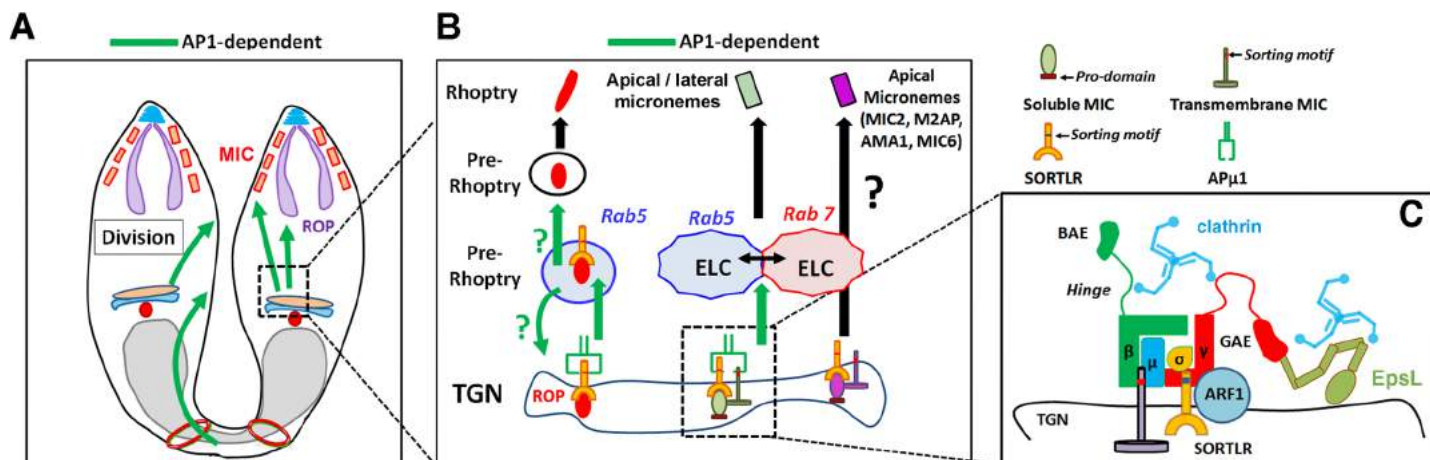 A
AP1-dependent
MIC
ROP
Division
B
AP1-dependent
Rhoptry
Apical / lateral
micronemes
Apical
Micronemes
(MIC2, M2AP,
AMA1, MIC6)
Pre-
Rhoptry
?
Rab5
Rab5
Rab 7
?
Pre-
Rhoptry
ELC
ELC
?
TGN
ROP
Sorting motif
Pro-domain
Soluble MIC
Transmembrane MIC
Sorting motif
SORTLR
APμ1
C
BAE
clathrin
Hinge
β
μ
σ
γ
GAE
EpsL
ARF1
TGN
SORTLR